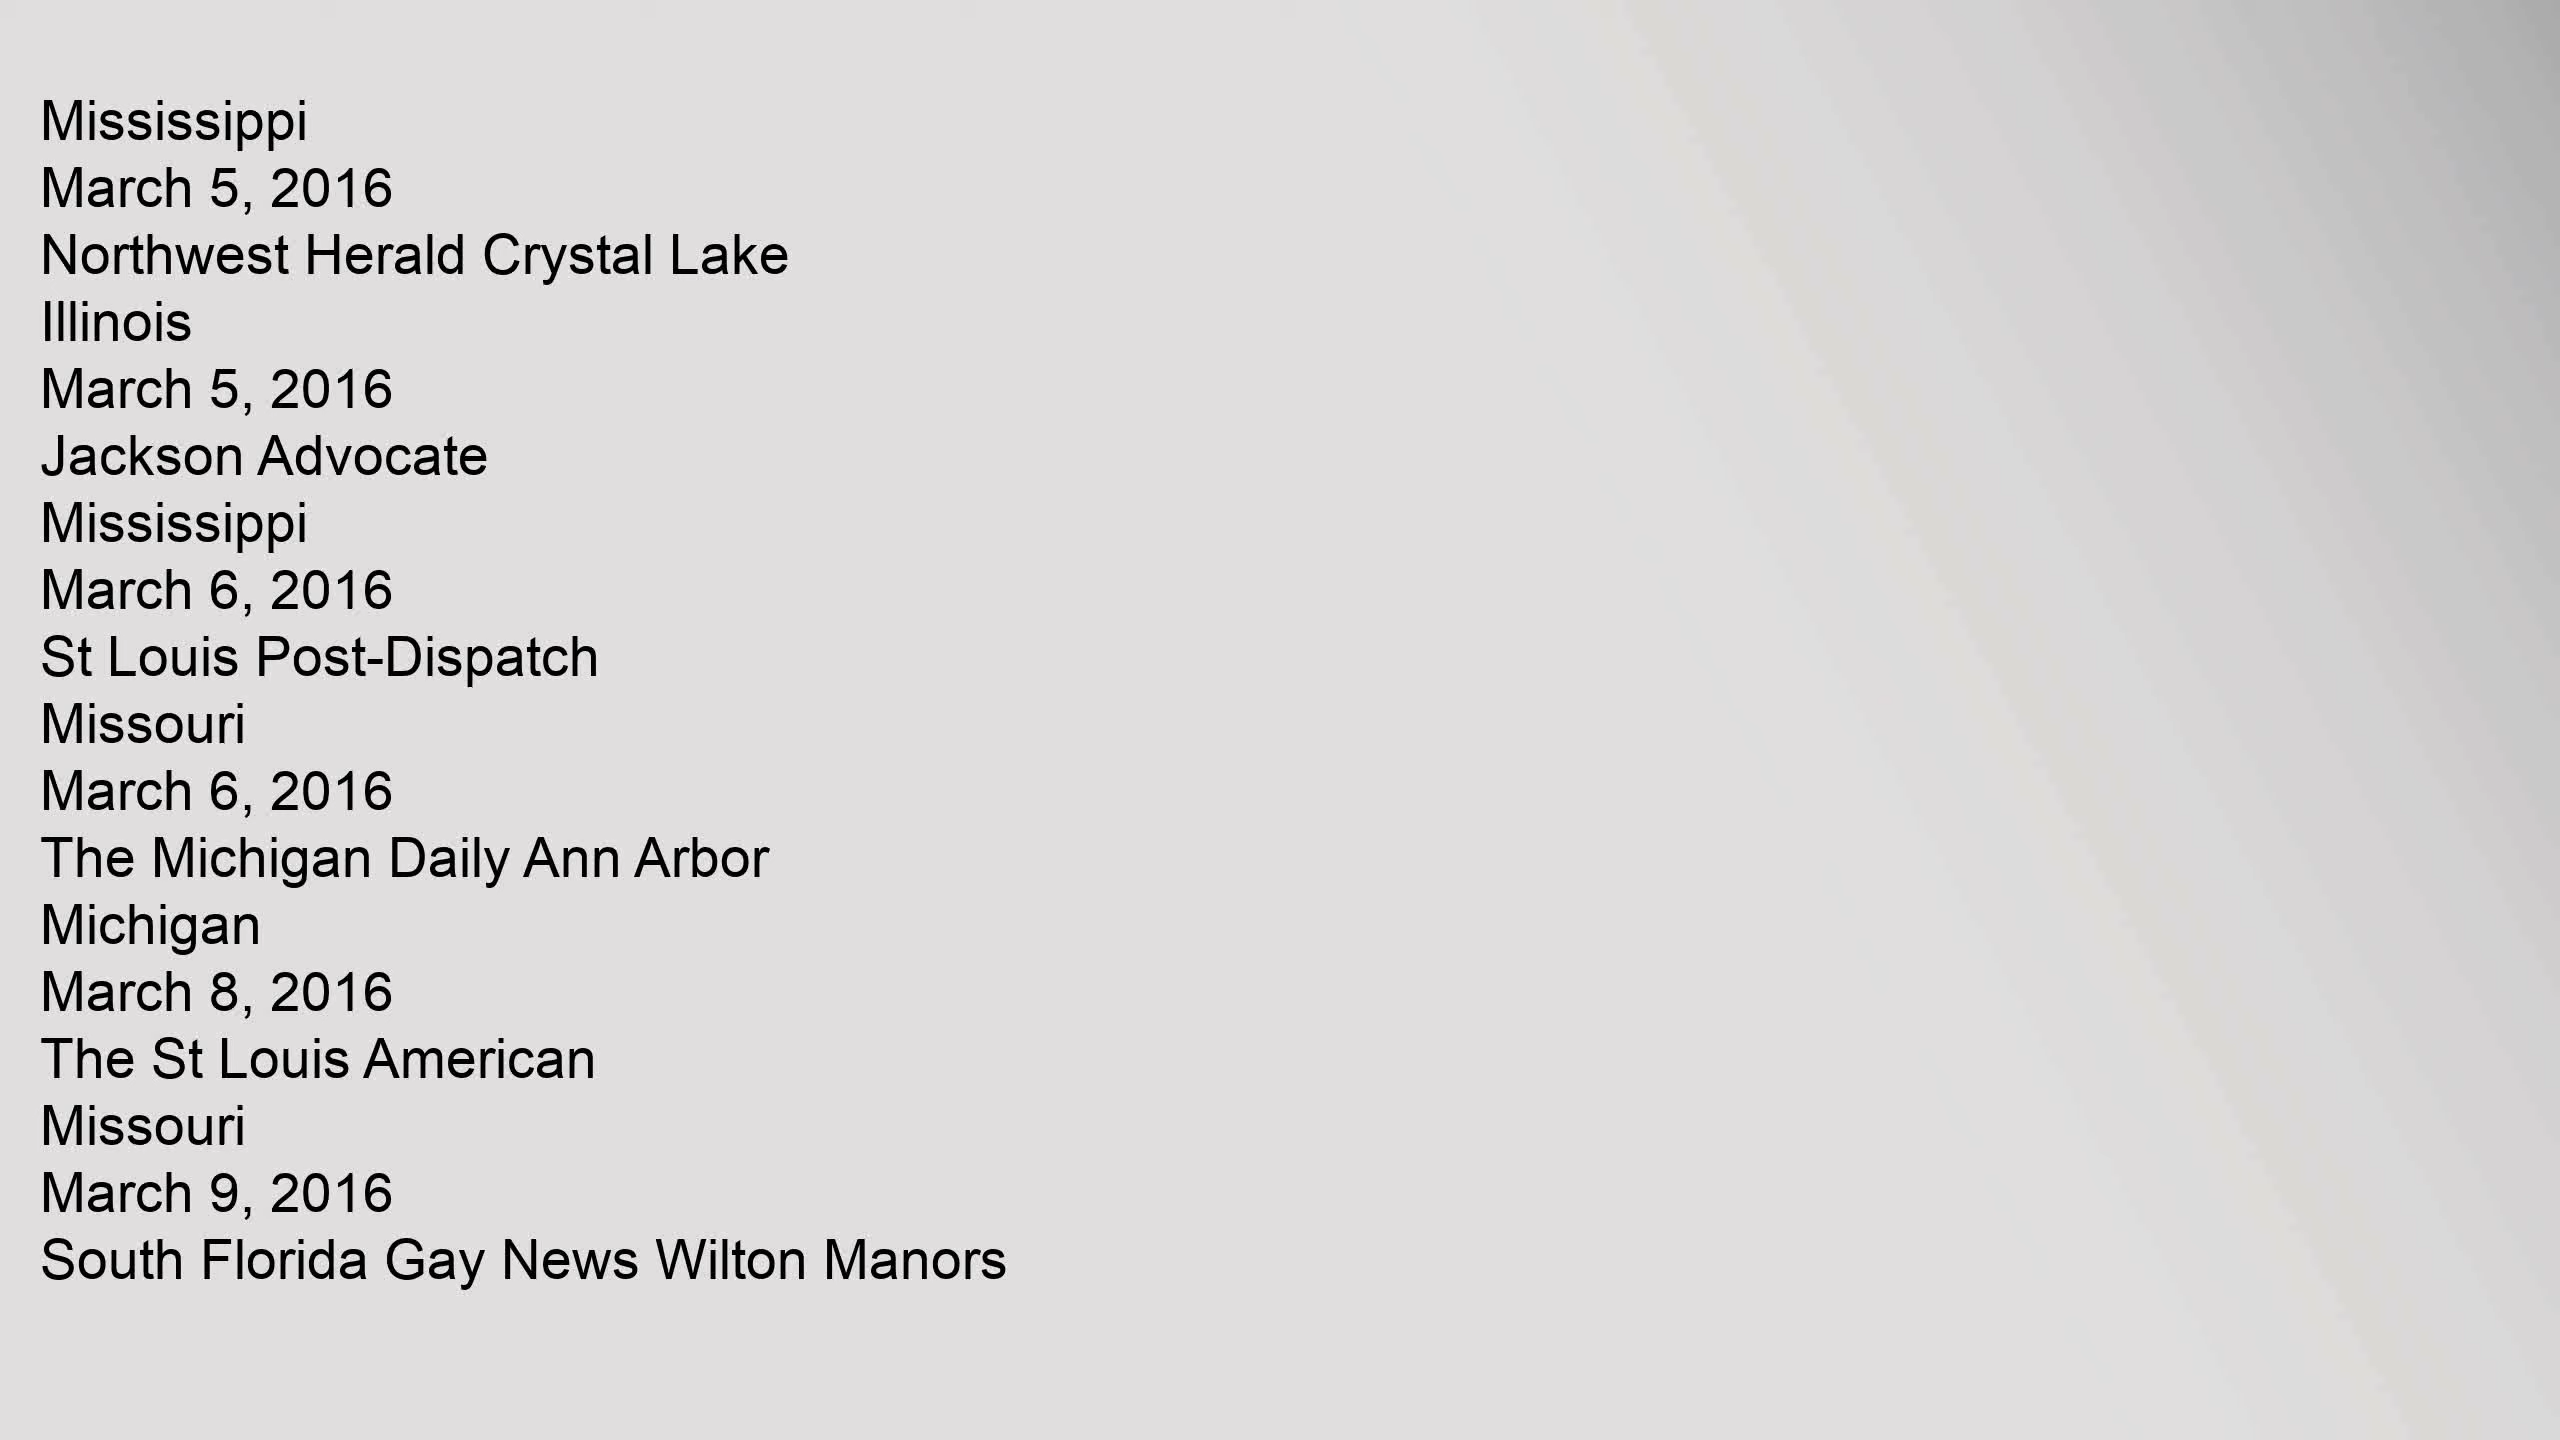 Mississippi
March 5, 2016
Northwest Herald Crystal Lake
Illinois
March 5, 2016
Jackson Advocate
Mississippi
March 6, 2016
St Louis Post-Dispatch
Missouri
March 6, 2016
The Michigan Daily Ann Arbor
Michigan
March 8, 2016
The St Louis American
Missouri
March 9, 2016
South Florida Gay News Wilton Manors